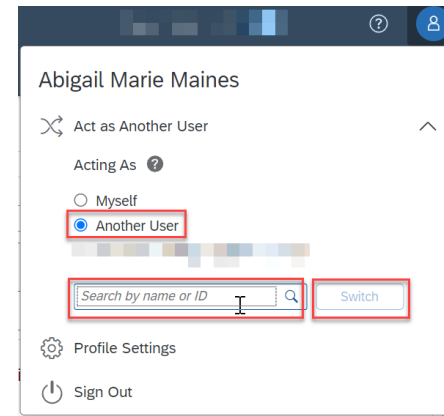 Abigail Marie Maines
Act as Another User
Acting As ?
Myself
Another User
Search by name or ID
Switch
Profile Settings
Sign Out